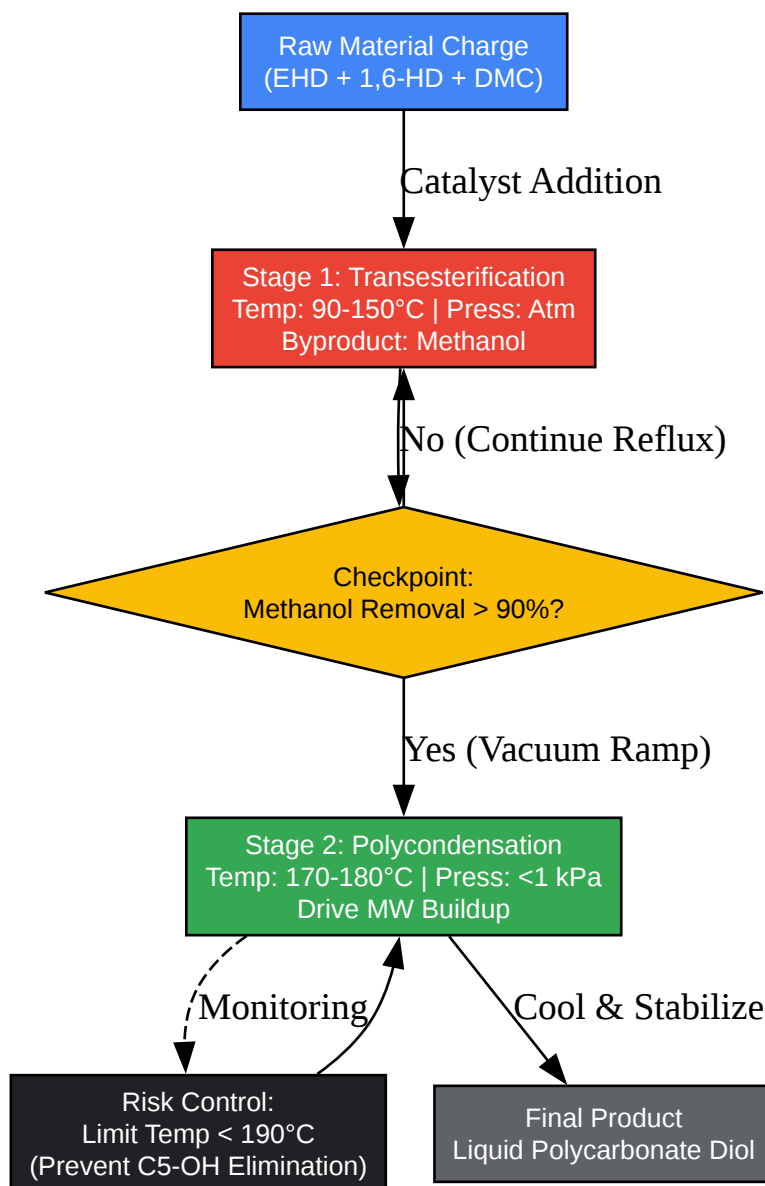 Raw Material Charge
(EHD + 1,6-HD + DMC)
Catalyst Addition
Stage 1: Transesterification
Temp: 90-150°C | Press: Atm
Byproduct: Methanol
No (Continue Reflux)
Checkpoint:
Methanol Removal > 90%?
Yes (Vacuum Ramp)
Stage 2: Polycondensation
Temp: 170-180°C | Press: <1 kPa
Drive MW Buildup
Monitoring
Cool & Stabilize
Risk Control:
Limit Temp < 190°C
(Prevent C5-OH Elimination)
Final Product
Liquid Polycarbonate Diol